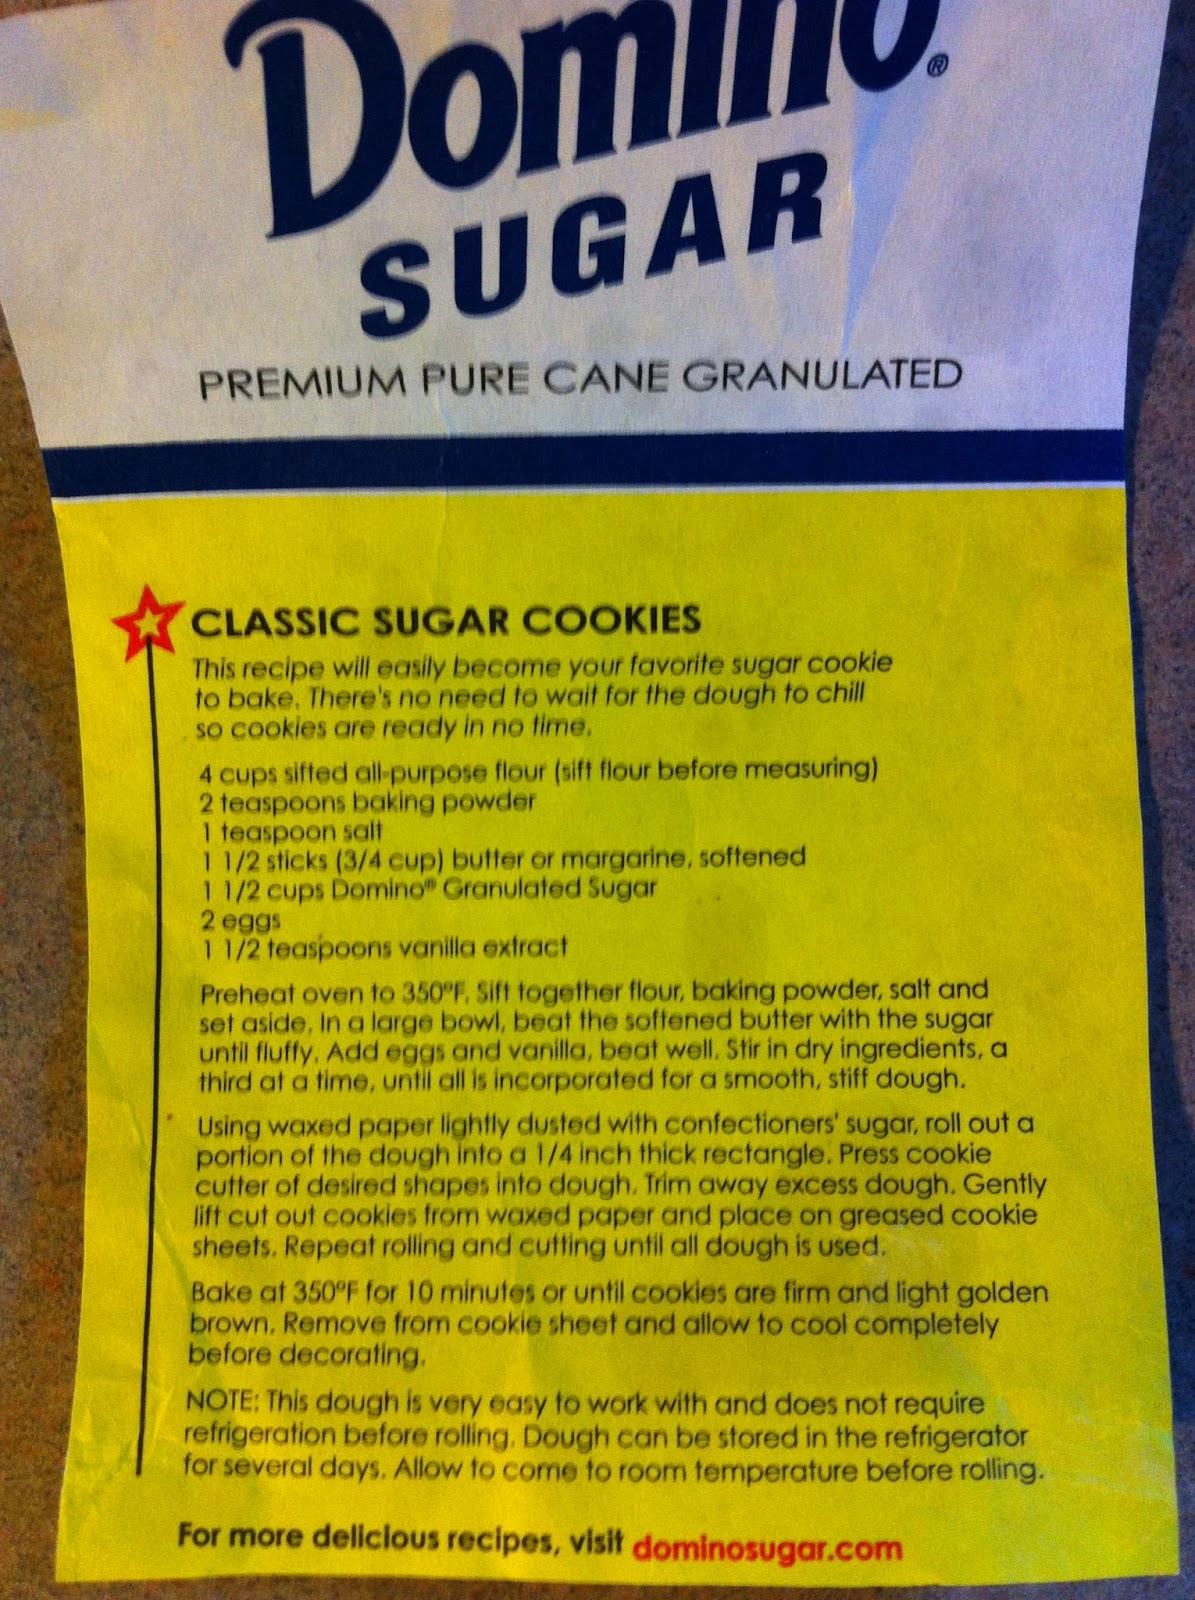 Domino®
SUGAR
PREMIUM PURE CANE GRANULATED
CLASSIC SUGAR COOKIES
This recipe will easily become your favorite sugar cookie
to bake. There's no need to wait for the dough to chill
so cookies are ready in no time.
4 cups sifted all-purpose flour (sift flour before measuring)
2 teaspoons baking powder
1 teaspoon salt
1 1/2 sticks (3/4 cup) butter or margarine, softened
1 1/2 cups Domino® Granulated Sugar
2 eggs
1 1/2 teaspoons vanilla extract
Preheat oven to 350ºF. Sift together flour, baking powder, salt and
set aside. In a large bowl, beat the softened butter with the sugar
until fluffy. Add eggs and vanilla, beat well. Stir in dry ingredients, a
third at a time, until all is incorporated for a smooth, stiff dough.
Using waxed paper lightly dusted with confectioners' sugar, roll out a
portion of the dough into a 1/4 inch thick rectangle. Press cookie
cutter of desired shapes into dough. Trim away excess dough. Gently
lift cut out cookies from waxed paper and place on greased cookie
sheets. Repeat rolling and cutting until all dough is used.
Bake at 350ºF for 10 minutes or until cookies are firm and light golden
brown. Remove from cookie sheet and allow to cool completely
before decorating.
NOTE: This dough is very easy to work with and does not require
refrigeration before rolling. Dough can be stored in the refrigerator
for several days. Allow to come to room temperature before rolling.
For more delicious recipes, visit dominosugar.com